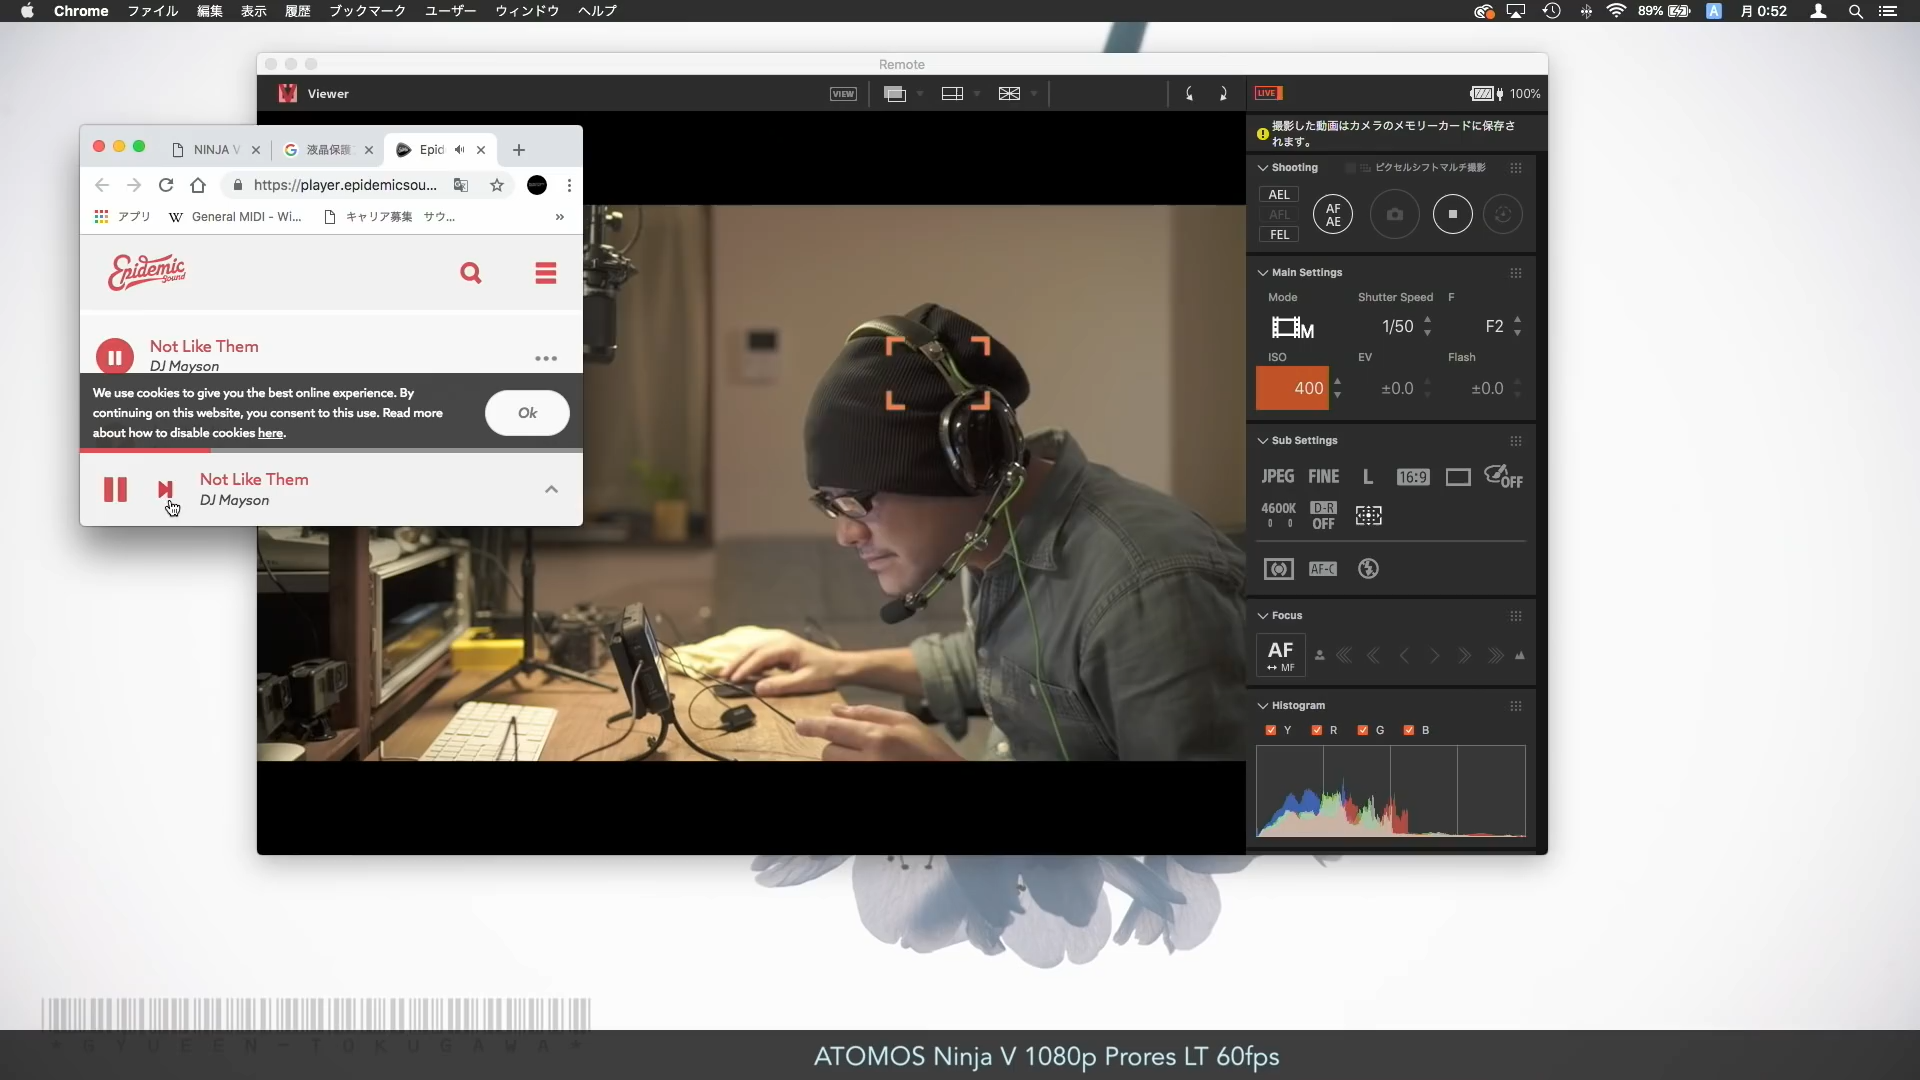 Chrome ファイル 編集 表示 履歴 ブックマーク ユーザー ウィンドウ ヘルプ
89% A 月 0:52
Remote
Viewer
VIEW
LIVE
100%
撮影した動画はカメラのメモリーカードに保存さ
れます。
NINJA V
液晶保護
Epid
https://player.epidemicsou...
アプリ
W General MIDI - Wi...
キャリア募集 サウ...
»
Epidemic
Sound
Not Like Them
DJ Mayson
We use cookies to give you the best online experience. By
continuing on this website, you consent to this use. Read more
about how to disable cookies here.
Ok
Not Like Them
DJ Mayson
Shooting
ピクセルシフトマルチ撮影
AEL
AFL
FEL
AF
AE
Main Settings
Mode Shutter Speed F
M 1/50 F2
ISO EV Flash
400 ±0.0 ±0.0
Sub Settings
JPEG FINE L 16:9 OFF
4600K D-R
0 0 OFF
AF-C
Focus
AF
↔ MF
Histogram
Y R G B
* GYUEEN-TOKUGAWA *
ATOMOS Ninja V 1080p Prores LT 60fps